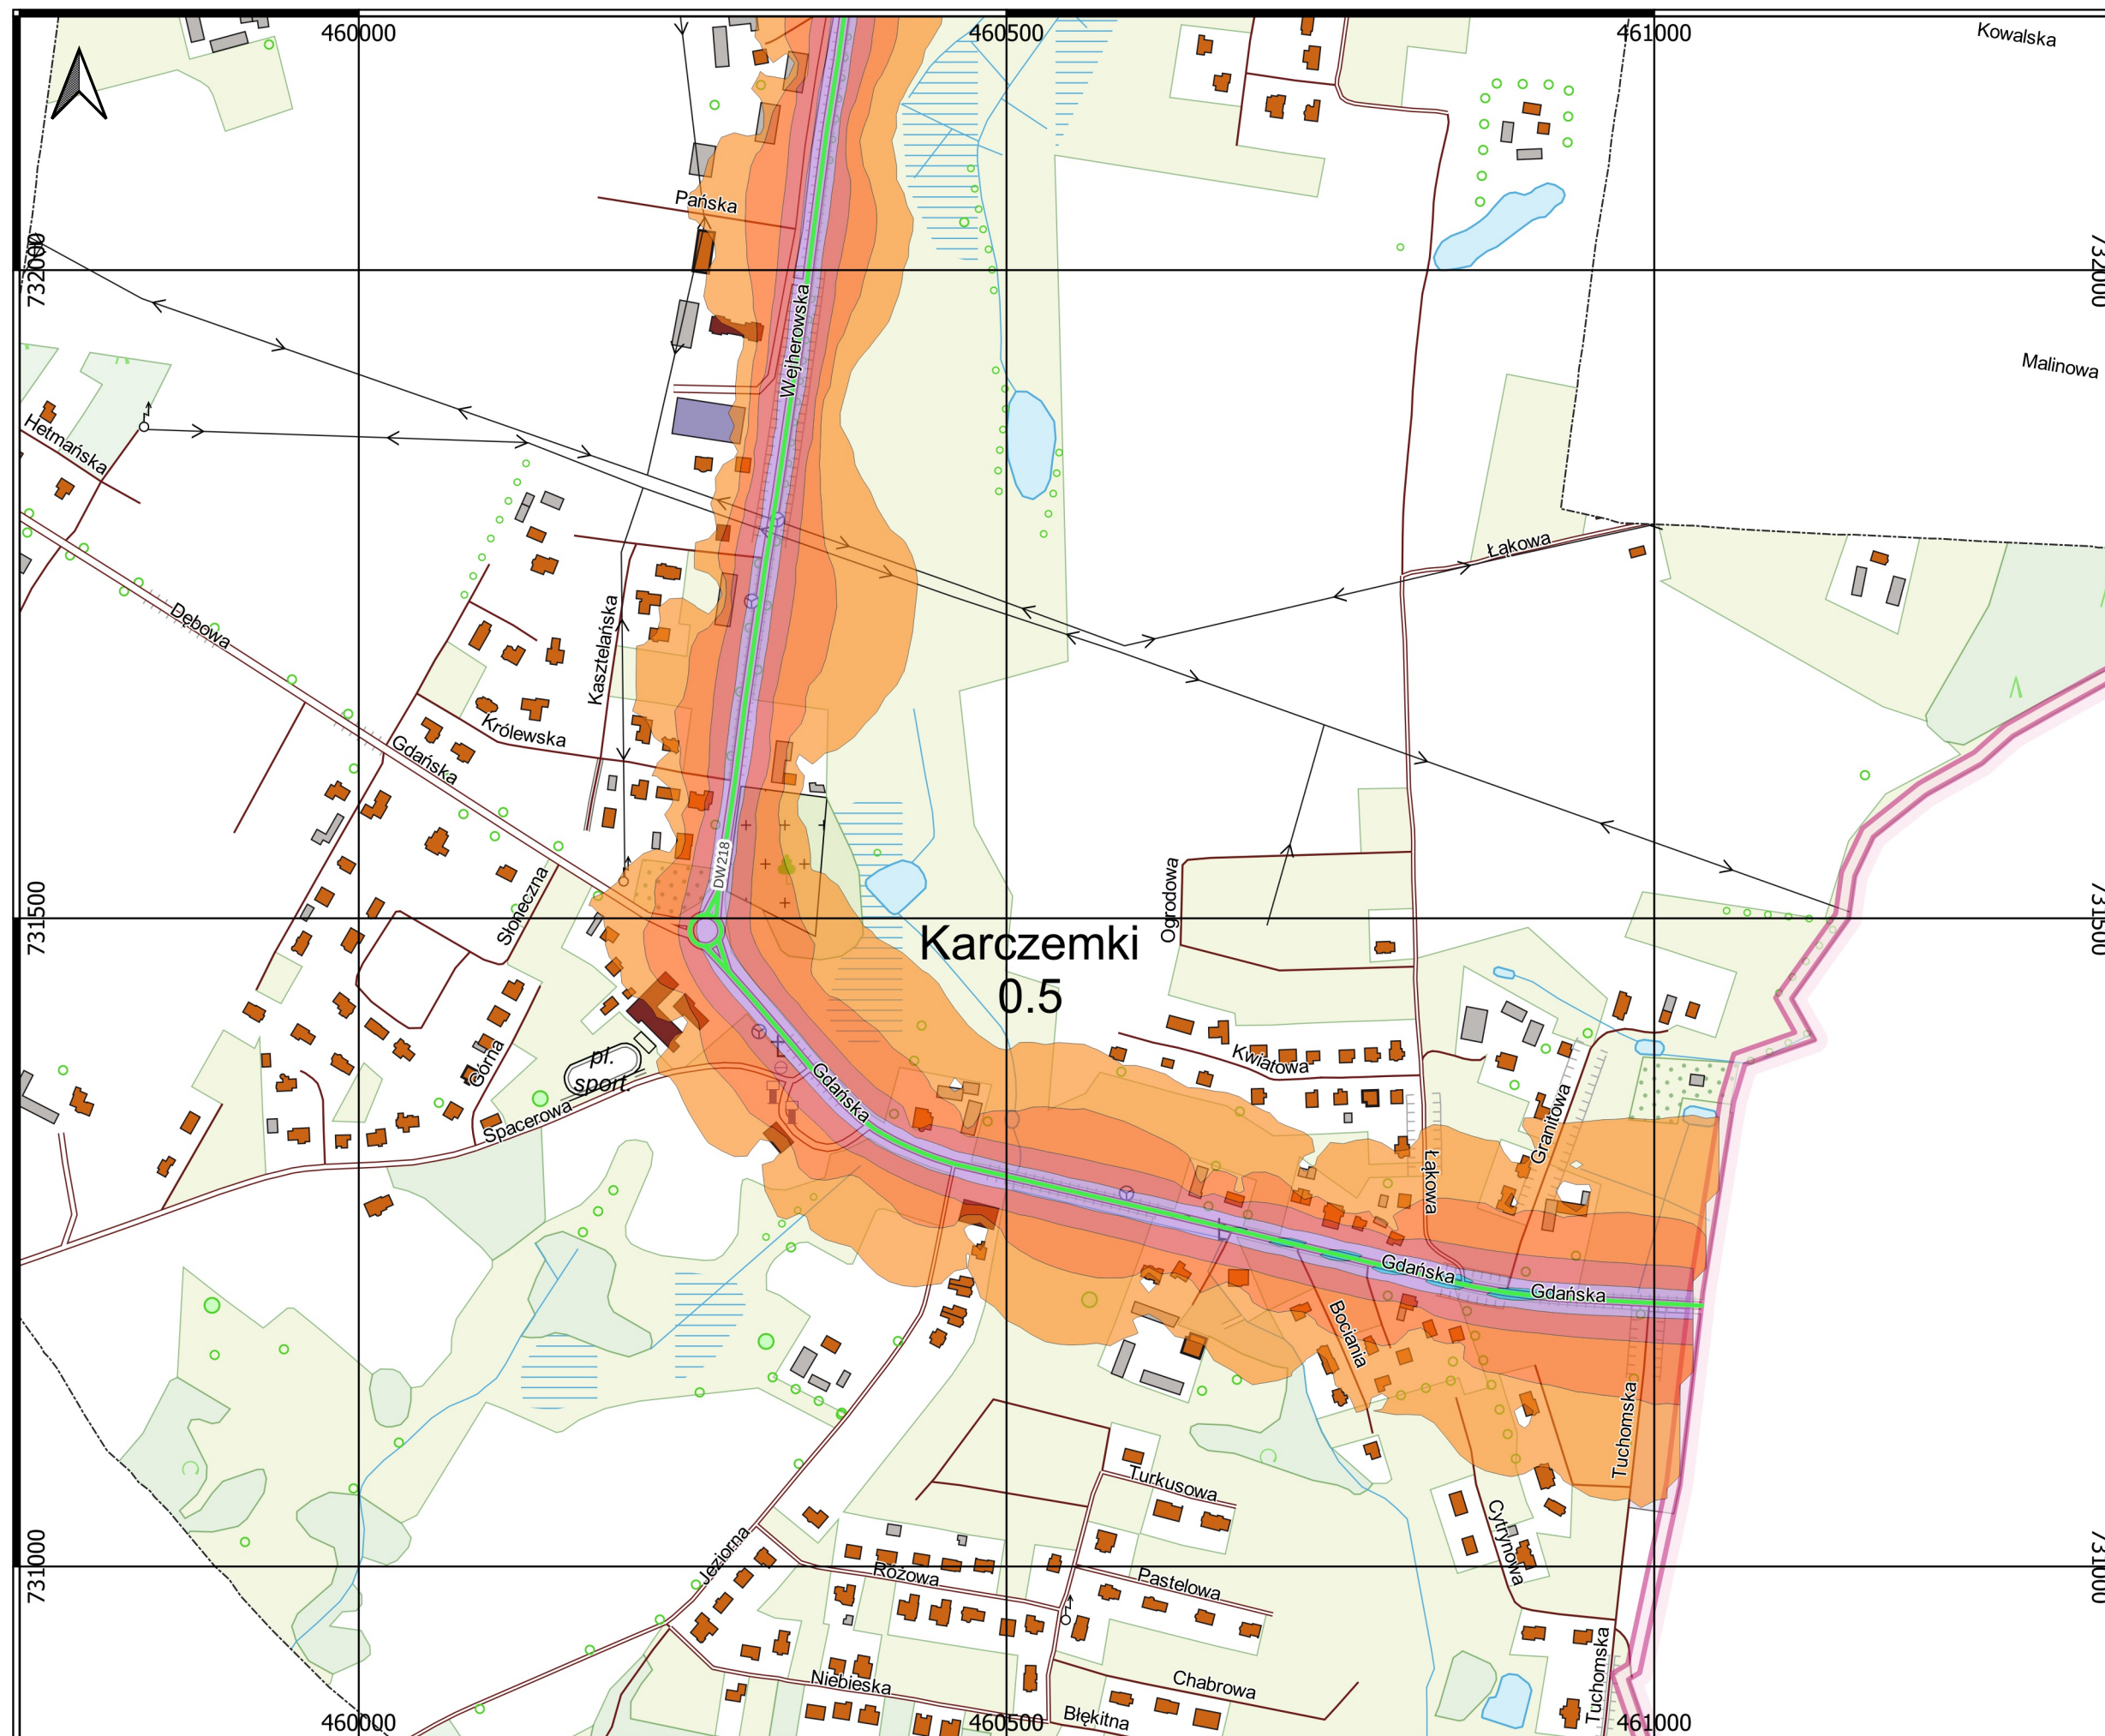 460000
460500
461000
Kowalska
Pańska
732000
732000
Wejherowska
Malinowa
Hetmańska
Łąkowa
Dębowa
Kasztelańska
Królewska
Gdańska
DW218
Ogrodowa
Słoneczna
731500
731500
Karczemki
0.5
Kwiatowa
pl.
sport.
Górna
Gdańska
Spacerowa
Granitowa
Łąkowa
Gdańska
Gdańska
Bociania
Tuchomska
Turkusowa
Cytrynowa
731000
731000
Jeziorna
Różowa
Pastelowa
Tuchomska
Niebieska
Chabrowa
Błękitna
460000
460500
461000